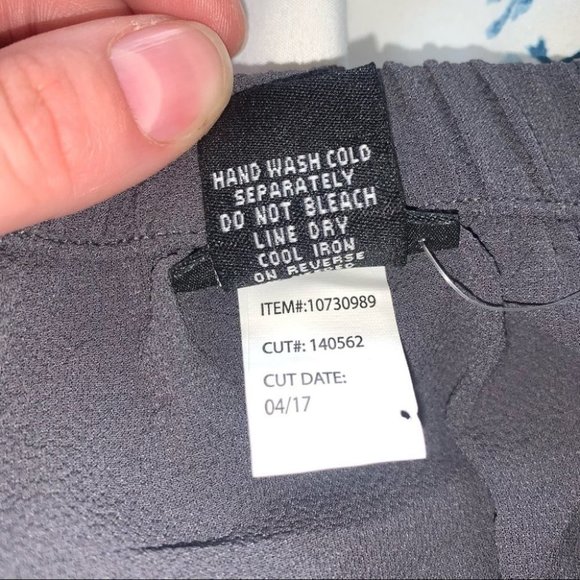 HAND WASH COLD
SEPARATELY
DO NOT BLEACH
LINE DRY
COOL IRON
ON REVERSE
ITEM#:10730989
CUT#: 140562
CUT DATE:
04/17